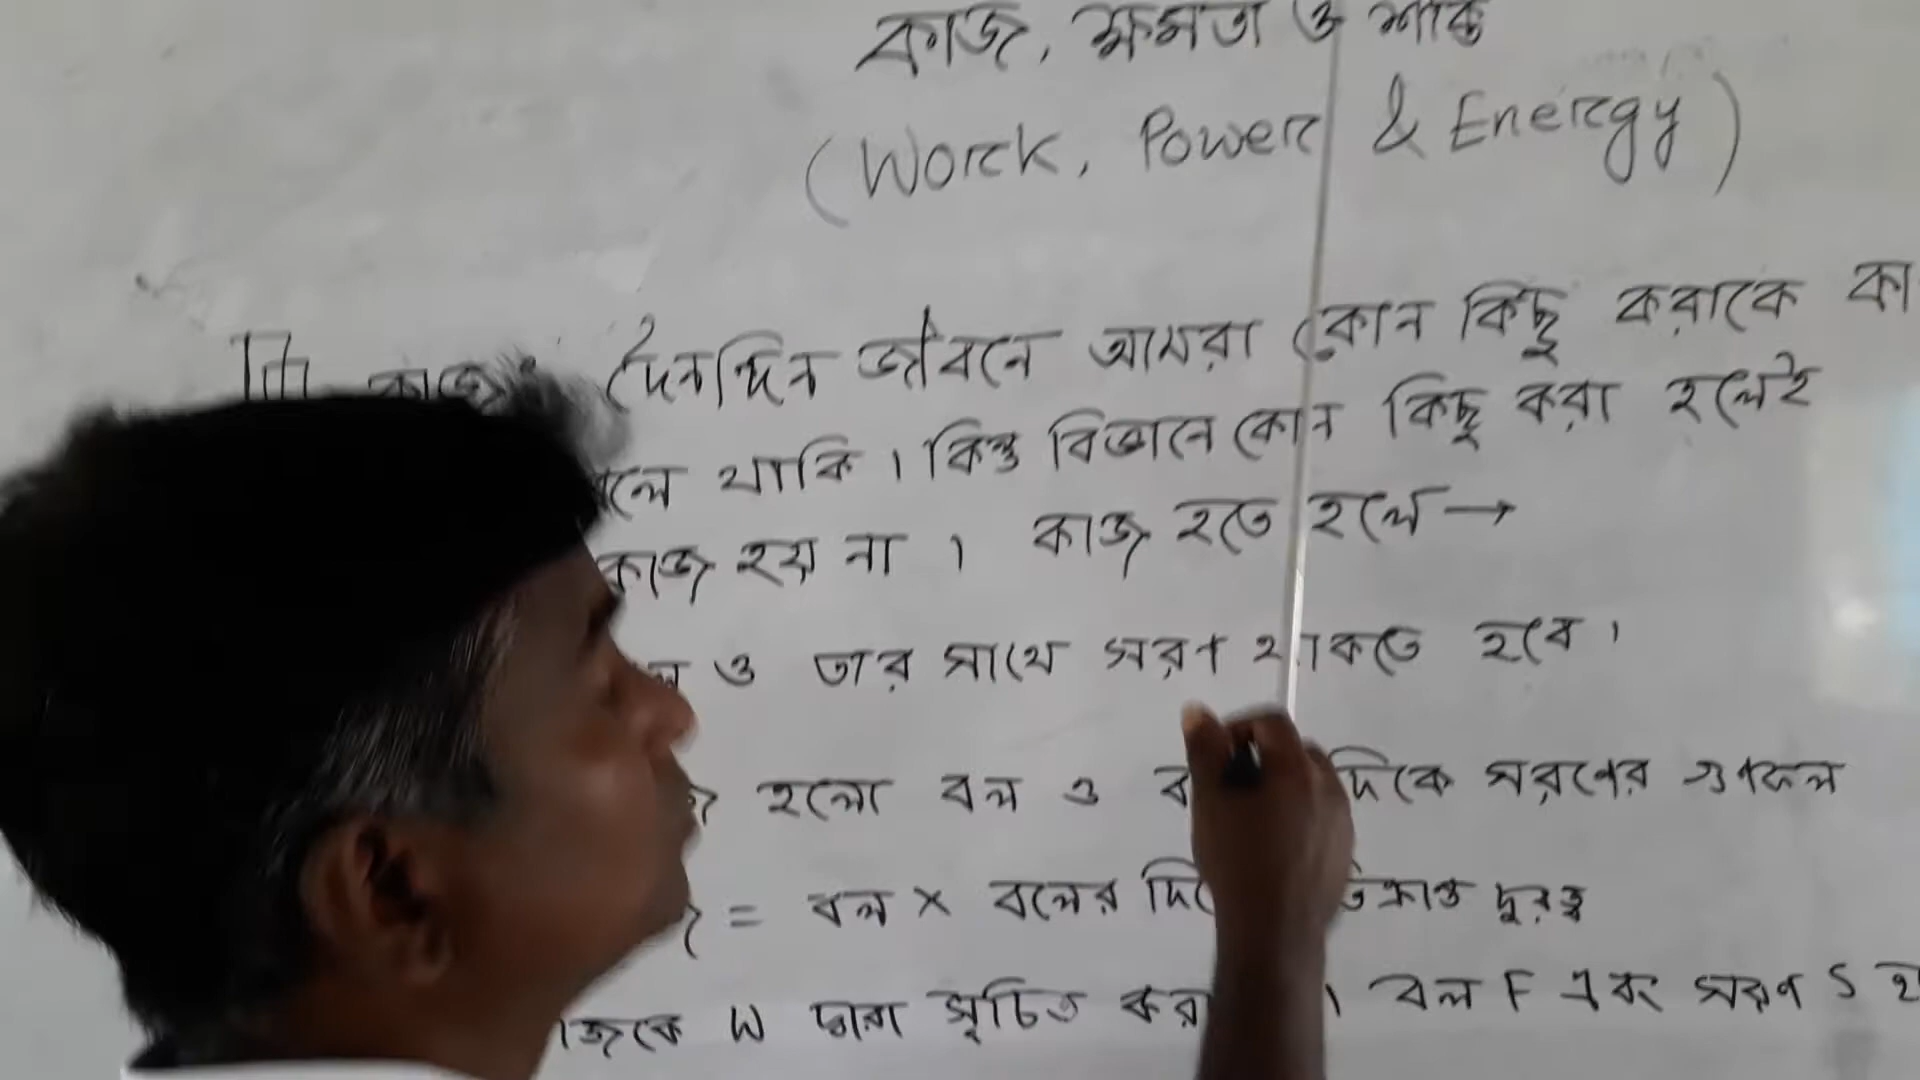 কাজ, ক্ষমতা ও শক্তি
(Work, Power & Energy)
কাজঃ দৈনন্দিন জীবনে আমরা কোন কিছু করাকে কা
লে থাকি। কিন্তু বিজ্ঞানে কোন কিছু করা হলেই
কাজ হয় না। কাজ হতে হলে →
ল ও তার সাথে সরণ থাকতে হবে।
হলো বল ও ব দিকে সরণের গুণফল
= বল × বলের দি ক্রান্ত দূরত্ব
জকে W দ্বারা সূচিত করা । বল F এবং সরণ S হ